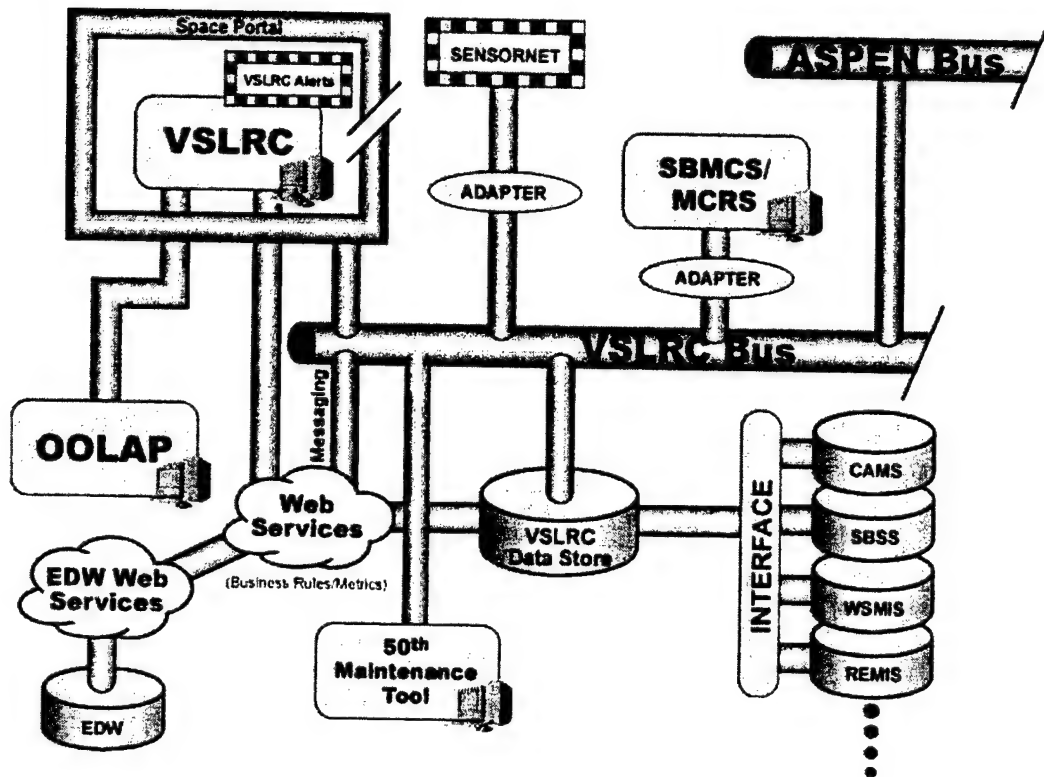 Space Portal
VSLRC Alerts
VSLRC
SENSORNET
ASPEN Bus
ADAPTER
SBMCS/
MCRS
ADAPTER
VSLRC Bus
Messaging
OOLAP
Web
Services
(Business Rules/Metrics)
EDW Web
Services
EDW
VSLRC
Data Store
50th
Maintenance
Tool
INTERFACE
CAMS
SBSS
WSMIS
REMIS